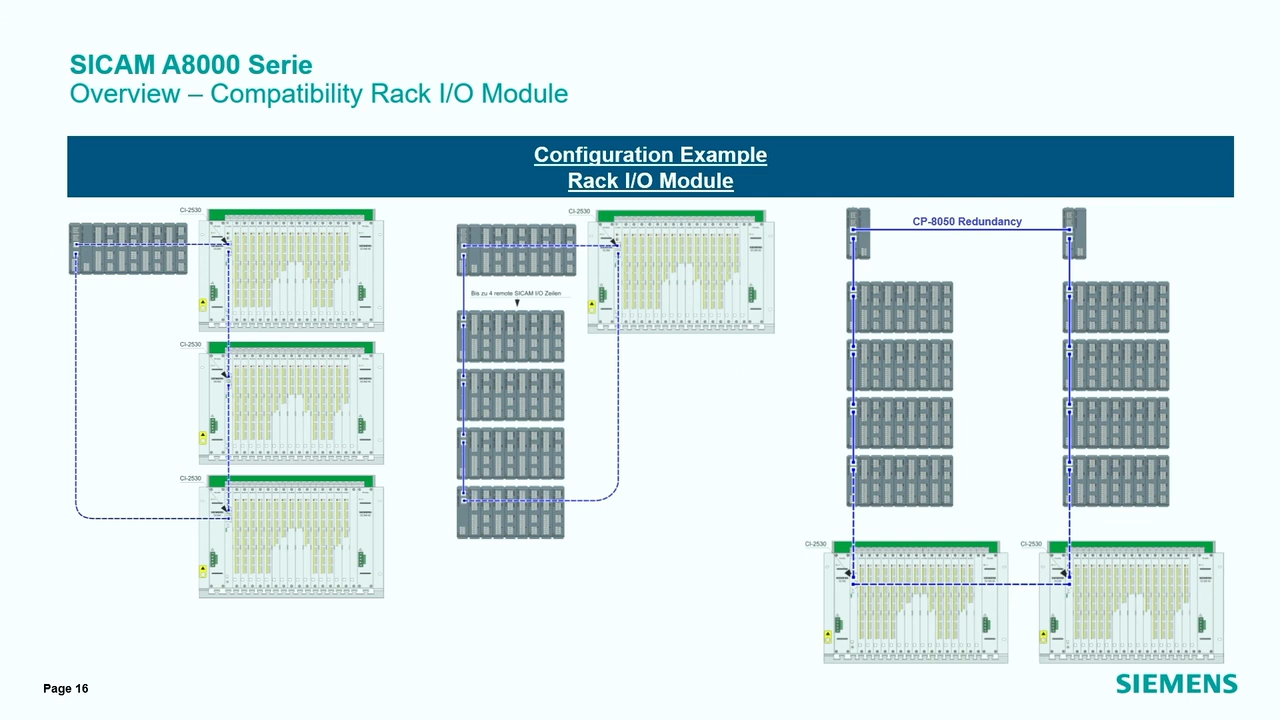 SICAM A8000 Serie
Overview – Compatibility Rack I/O Module
Configuration Example
Rack I/O Module
CI-2530
CI-2530
CI-2530
CI-2530
Bis zu 4 remote SICAM I/O Zeilen
CP-8050 Redundancy
CI-2530
CI-2530
Page 16
SIEMENS